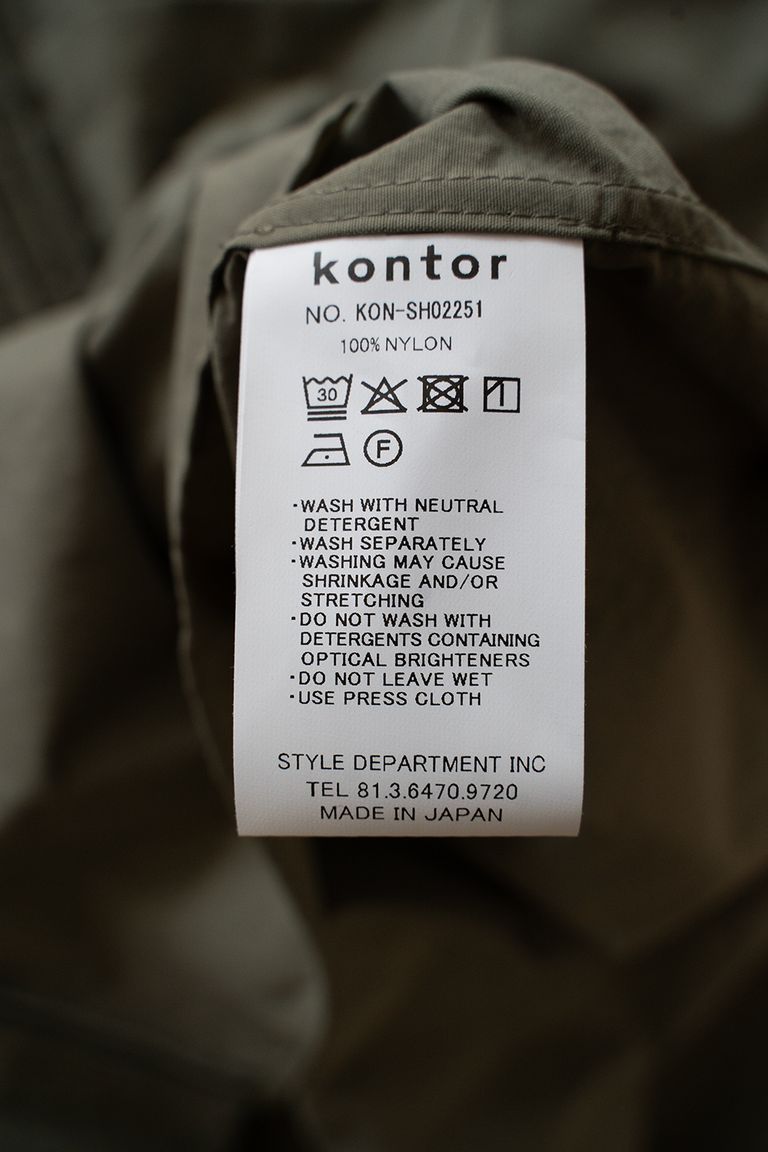 kontor
NO. KON-SH02251
100% NYLON
30
F
・WASH WITH NEUTRAL
DETERGENT
・WASH SEPARATELY
・WASHING MAY CAUSE
SHRINKAGE AND/OR
STRETCHING
・DO NOT WASH WITH
DETERGENTS CONTAINING
OPTICAL BRIGHTENERS
・DO NOT LEAVE WET
・USE PRESS CLOTH
STYLE DEPARTMENT INC
TEL 81.3.6470.9720
MADE IN JAPAN